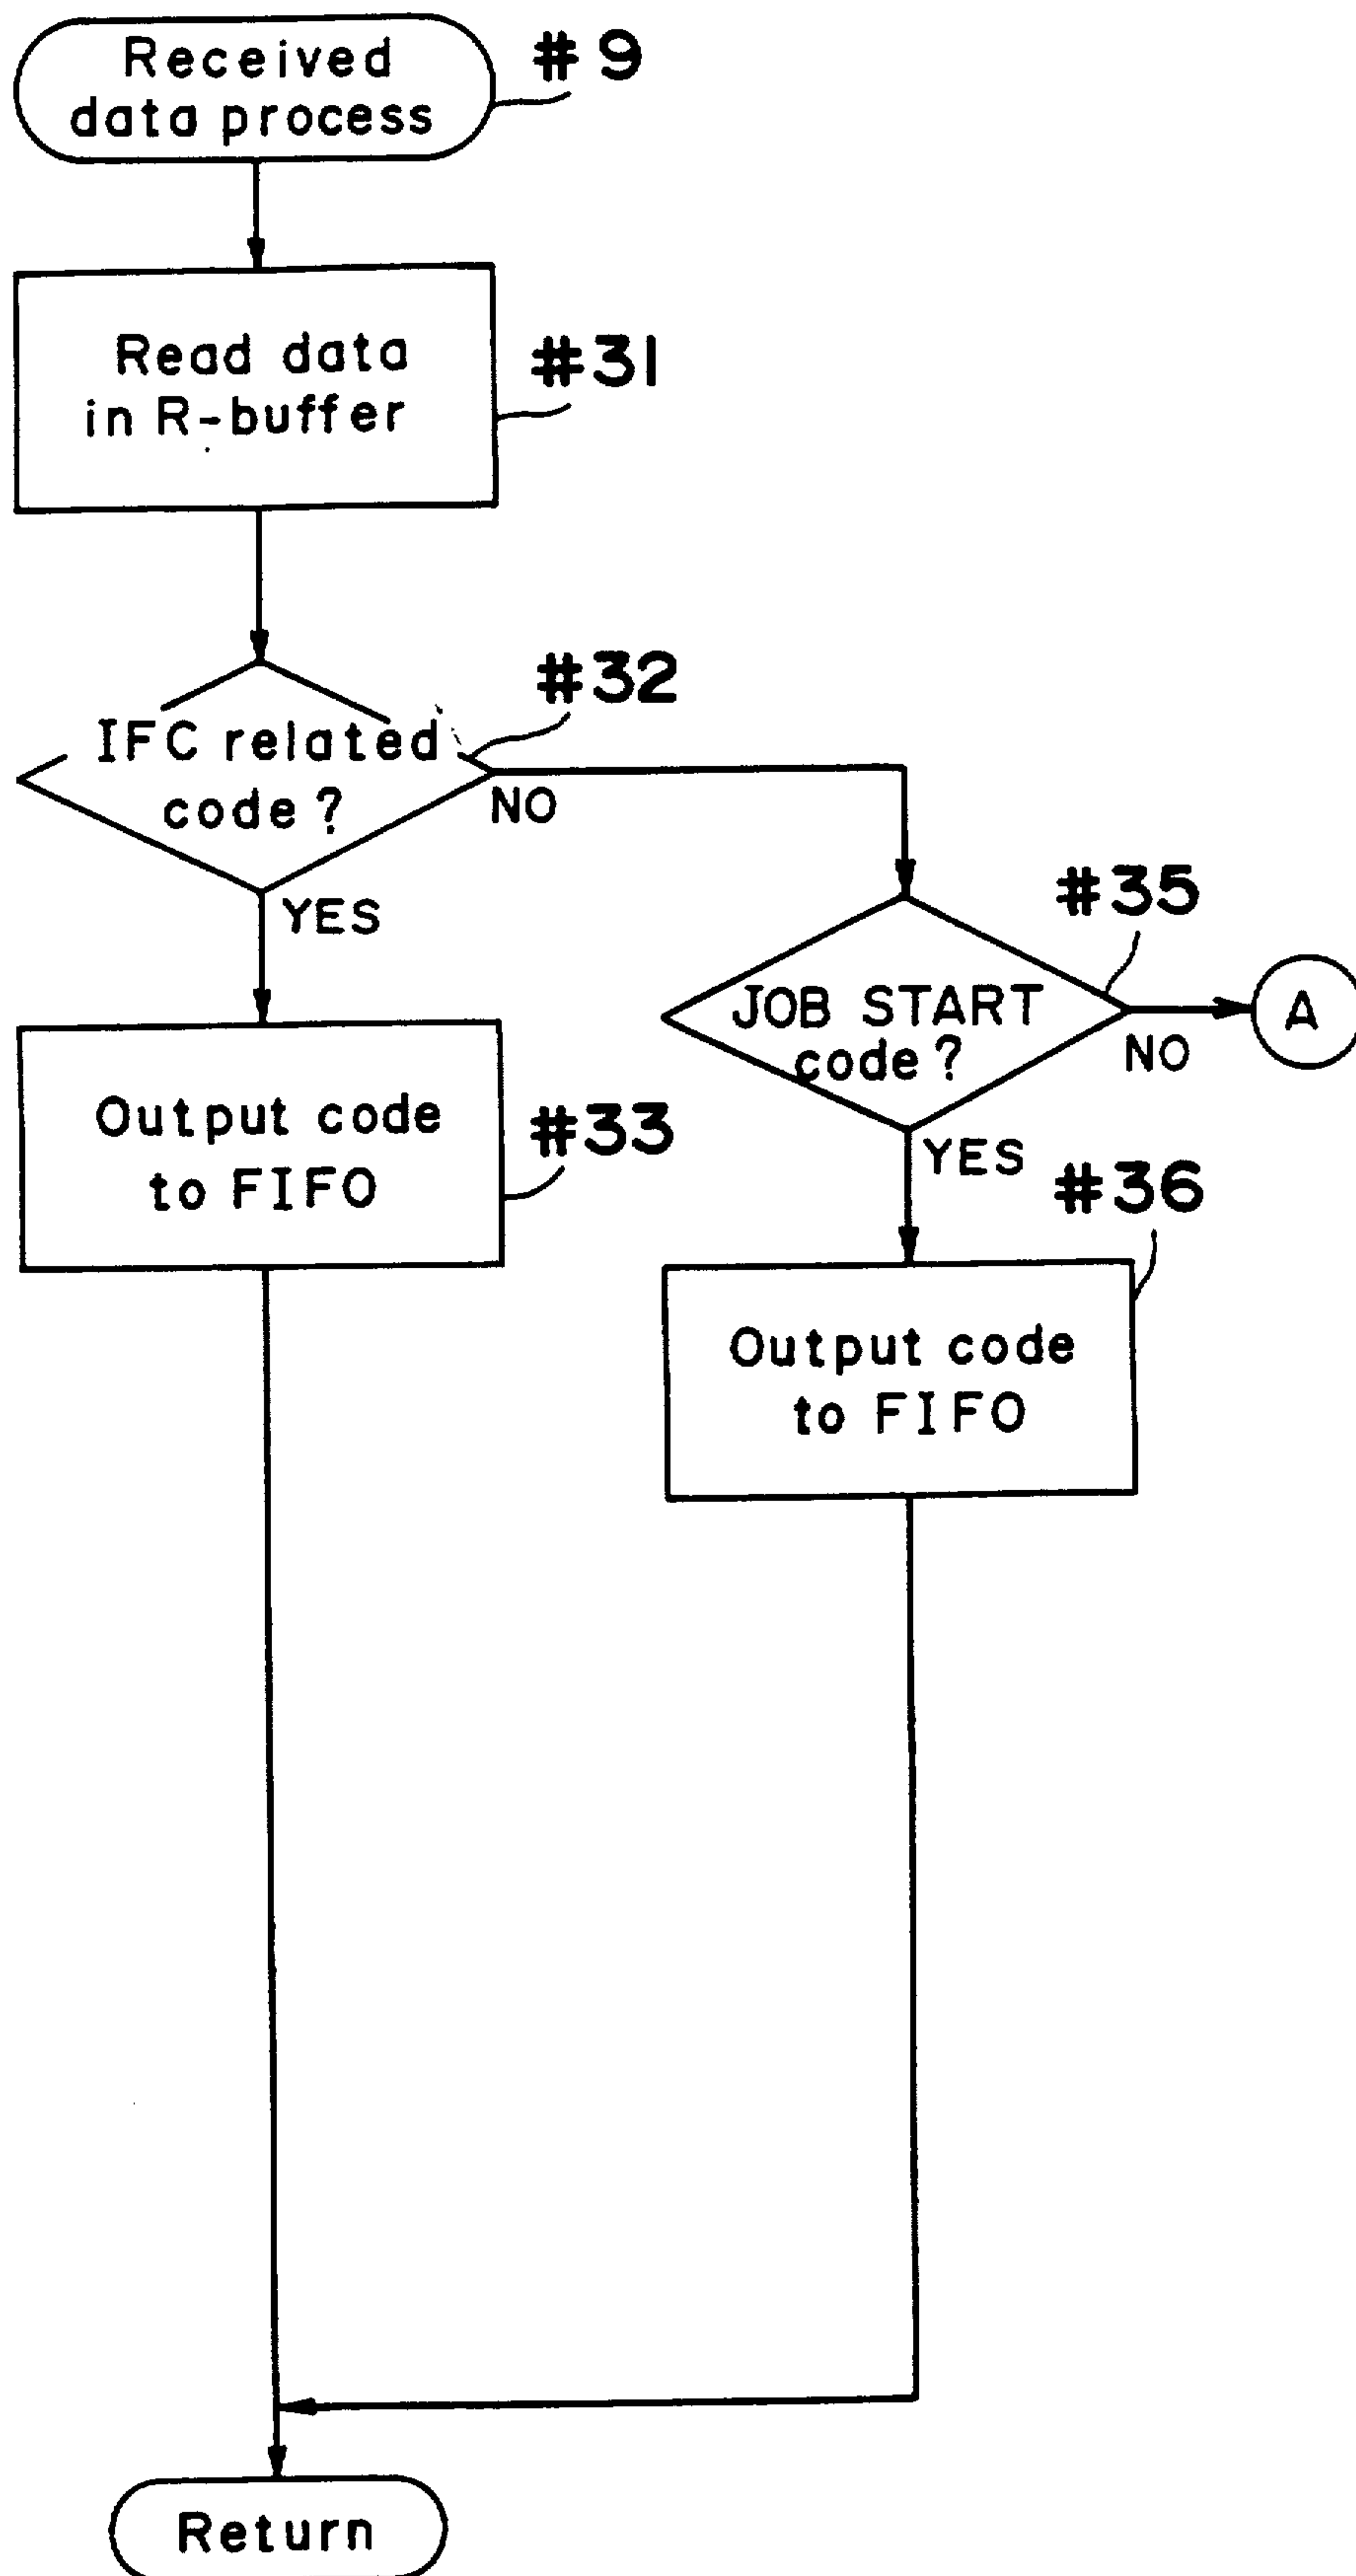 Received
data process
#9
Read data
in R-buffer
#31
IFC related
code?
#32
NO
YES
Output code
to FIFO
#33
JOB START
code?
#35
NO
A
YES
Output code
to FIFO
#36
Return